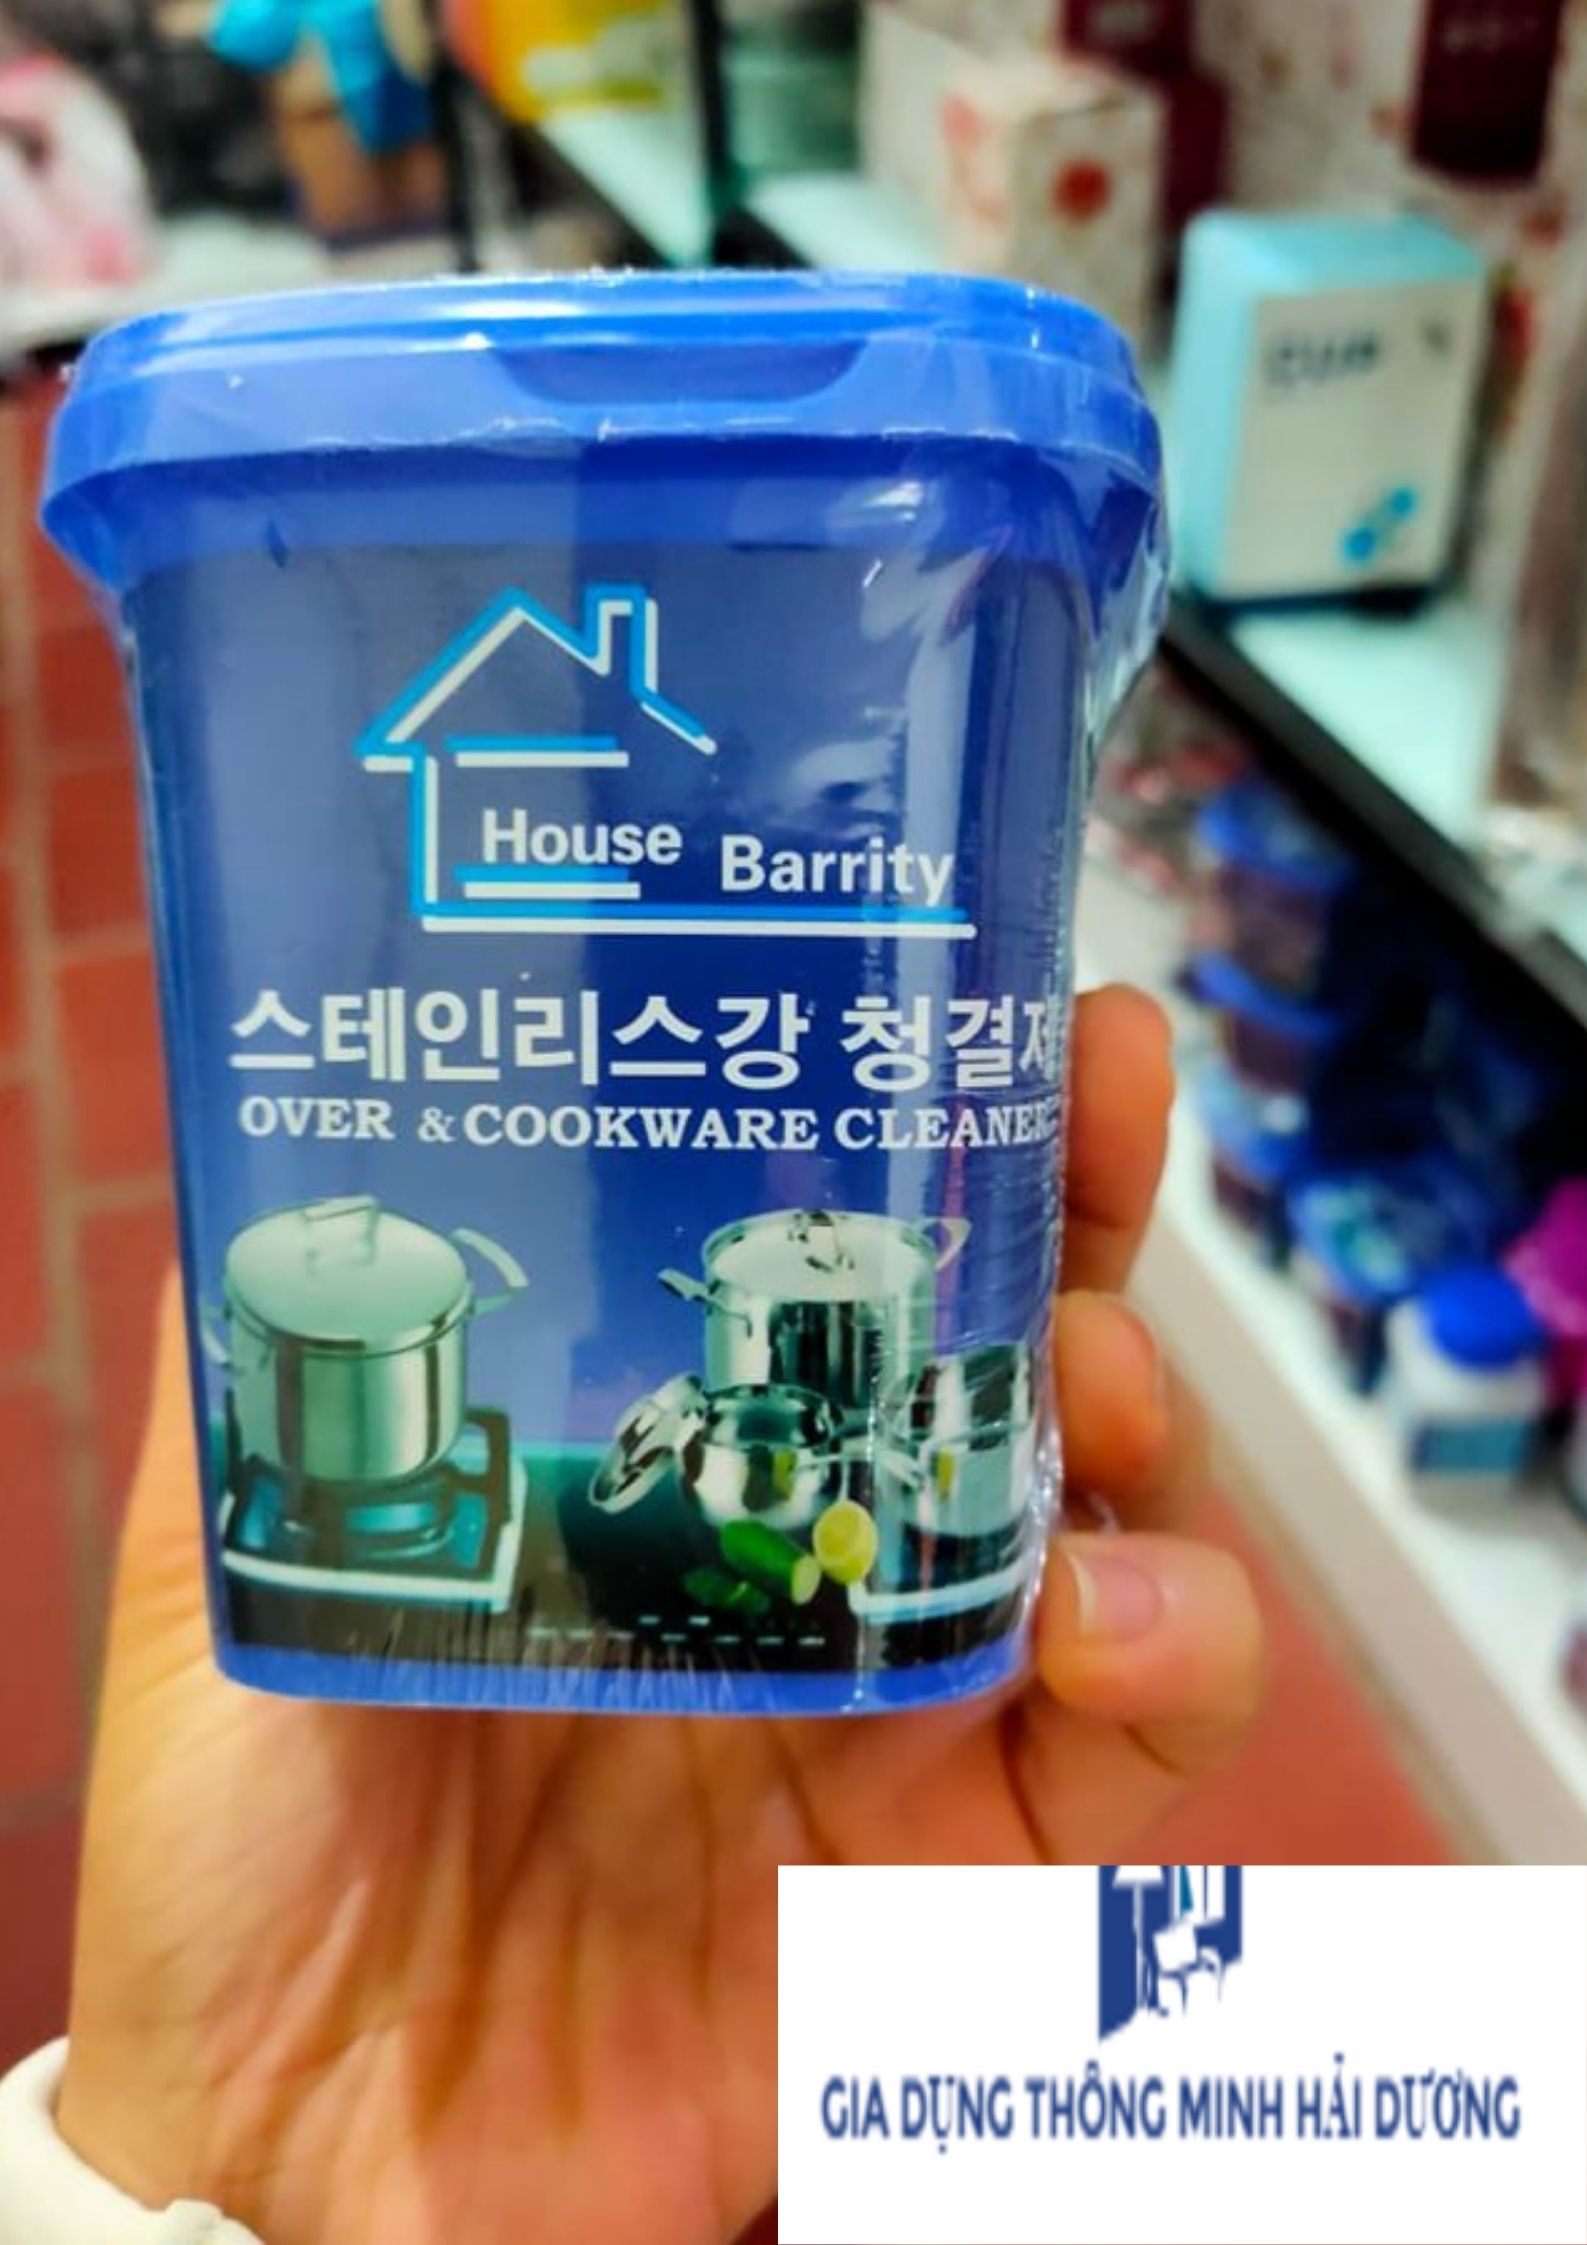 House Barrity
스테인리스강 청결제
OVER & COOKWARE CLEANER
GIA DỤNG THÔNG MINH HẢI DƯƠNG